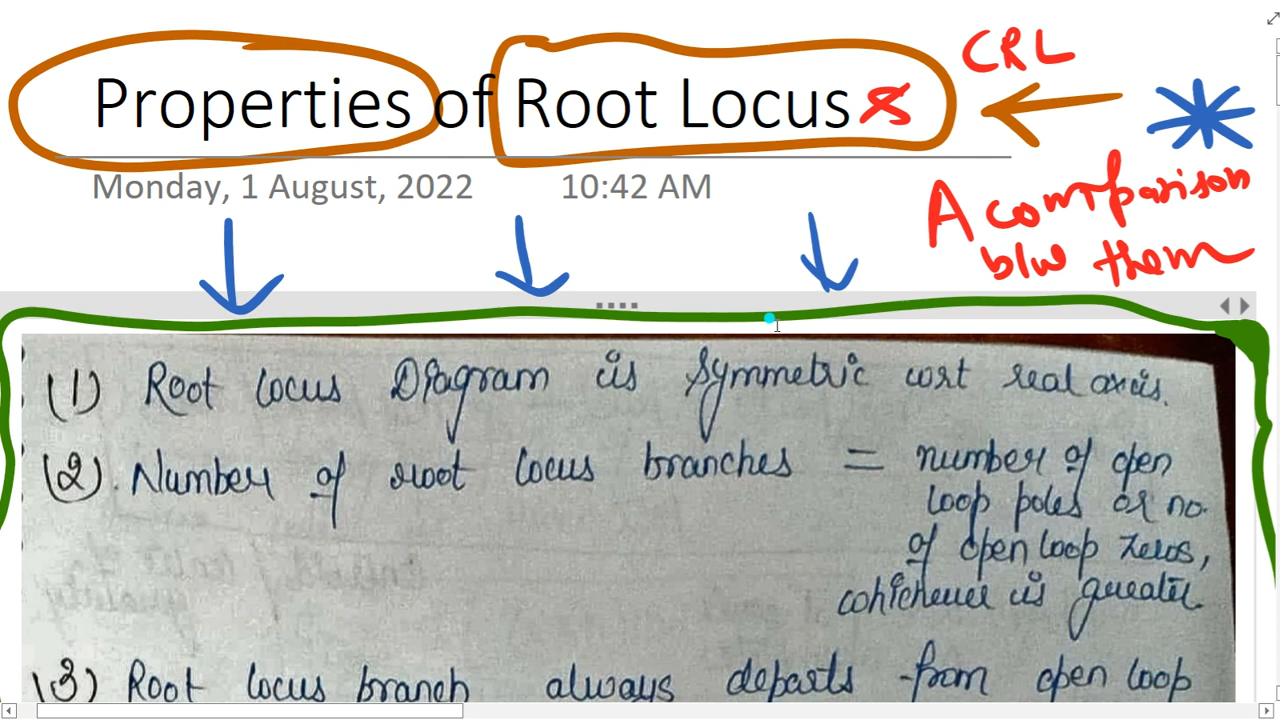 Properties of Root Locus &
CRL
Monday, 1 August, 2022 10:42 AM
A comparison
b/w them
(1) Root Locus Diagram is Symmetric wrt real axis.
(2) Number of root locus branches = number of open
loop poles or no.
of open loop zeros,
whichever is greater.
(3) Root locus branch always departs from open loop